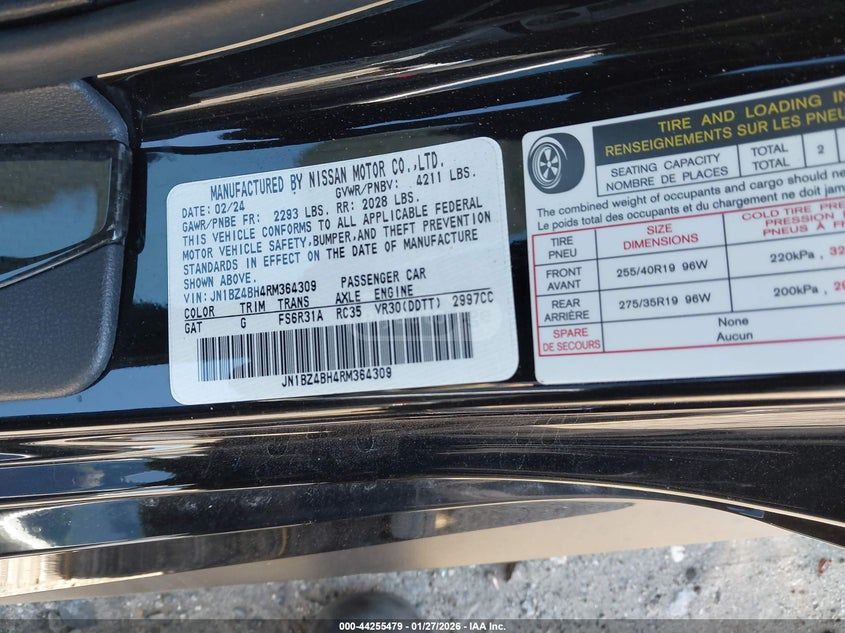 MANUFACTURED BY NISSAN MOTOR CO.,LTD.
DATE: 02/24 GVWR/PNBV: 4211 LBS.
GAWR/PNBE FR: 2293 LBS. RR: 2028 LBS.
THIS VEHICLE CONFORMS TO ALL APPLICABLE FEDERAL
MOTOR VEHICLE SAFETY,BUMPER,AND THEFT PREVENTION
STANDARDS IN EFFECT ON THE DATE OF MANUFACTURE
SHOWN ABOVE.
VIN: JN1BZ4BH4RM364309 PASSENGER CAR
COLOR TRIM TRANS AXLE ENGINE
GAT G FS6R31A RC35 VR30(DDTT) 2997CC
JN1BZ4BH4RM364309
TIRE AND LOADING IN
RENSEIGNEMENTS SUR LES PNEU
SEATING CAPACITY TOTAL 2
NOMBRE DE PLACES TOTAL
The combined weight of occupants and cargo should ne
Le poids total des occupants et du chargement ne doit jam
TIRE SIZE COLD TIRE PRE
PNEU DIMENSIONS PRESSION D
PNEUS À F
FRONT 255/40R19 96W 220kPa, 32
AVANT
REAR 275/35R19 96W 200kPa, 29
ARRIÈRE
SPARE None
DE SECOURS Aucun
000-44255479 | 01/27/2026 | IAA Inc.